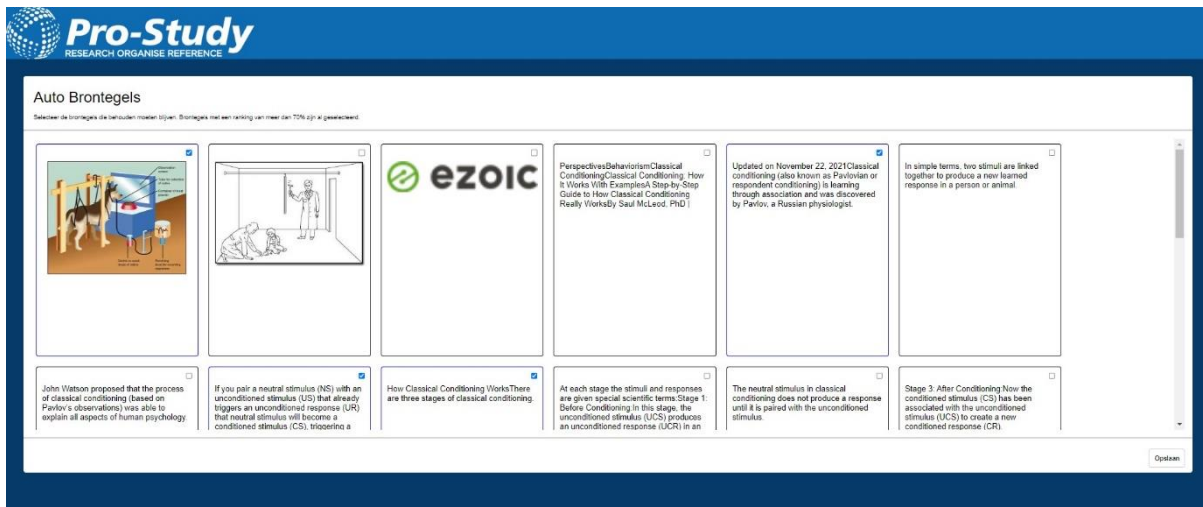 Pro-Study
RESEARCH ORGANISE REFERENCE
Auto Brontegels
Selecteer de brontegels die behouden moeten blijven. Brontegels met een ranking van meer dan 70% zijn al geselecteerd.
ezoic
PerspectivesBehaviorismClassical
ConditioningClassical Conditioning: How
It Works With ExamplesA Step-by-Step
Guide to How Classical Conditioning
Really WorksBy Saul McLeod, PhD |
Updated on November 22, 2021Classical
conditioning (also known as Pavlovian or
respondent conditioning) is learning
through association and was discovered
by Pavlov, a Russian physiologist.
In simple terms, two stimuli are linked
together to produce a new learned
response in a person or animal.
John Watson proposed that the process
of classical conditioning (based on
Pavlov's observations) was able to
explain all aspects of human psychology.
If you pair a neutral stimulus (NS) with an
unconditioned stimulus (US) that already
triggers an unconditioned response (UR)
that neutral stimulus will become a
conditioned stimulus (CS), triggering a
How Classical Conditioning WorksThere
are three stages of classical conditioning.
At each stage the stimuli and responses
are given special scientific terms:Stage 1:
Before Conditioning:In this stage, the
unconditioned stimulus (UCS) produces
an unconditioned response (UCR) in an
The neutral stimulus in classical
conditioning does not produce a response
until it is paired with the unconditioned
stimulus.
Stage 3: After Conditioning:Now the
conditioned stimulus (CS) has been
associated with the unconditioned
stimulus (UCS) to create a new
conditioned response (CR).
Opslaan